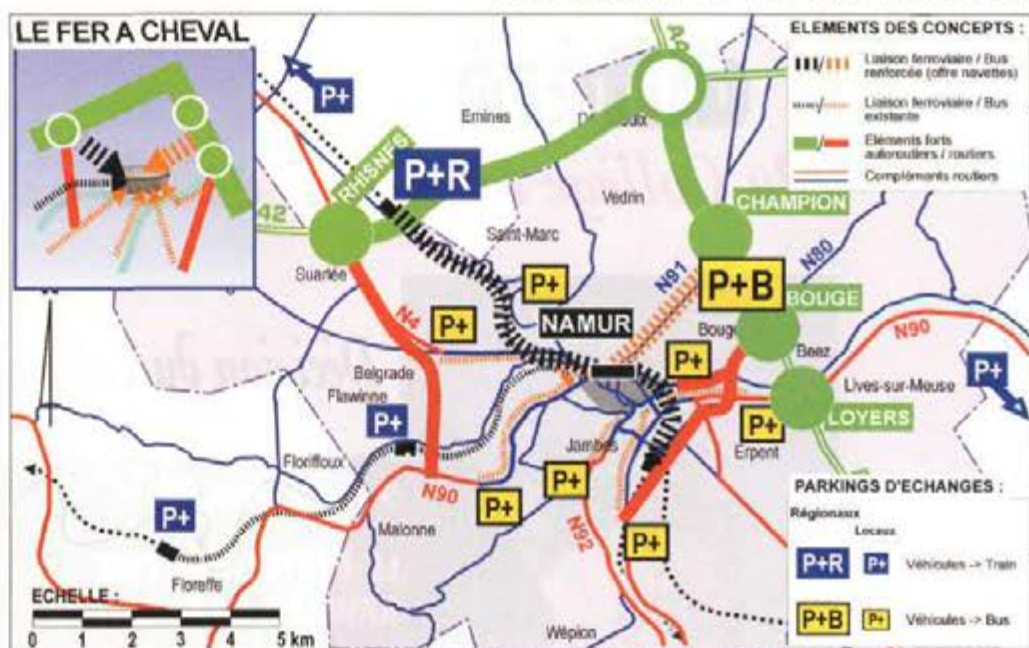 LE FER A CHEVAL
ELEMENTS DES CONCEPTS :
Liaison ferroviaire / Bus
renforcée (offre navettes)
Liaison ferroviaire / Bus
existante
Eléments forts
autoroutiers / routiers
Compléments routiers
P+
Emines
RHISNES
P+R
42
Suarlée
Saint-Marc
Vedrin
CHAMPION
N91
N80
P+
P+B
BOUGE
N4
P+
NAMUR
Bouge
Beez
N90
Belgrade
Flawinne
P+
Lives-sur-Meuse
P+
LOYERS
P+
Floriffoux
Jambes
P+
Erpent
N90
P+
P+
Malonne
N92
P+
P+
Floreffe
Wépion
PARKINGS D'ECHANGES :
Régionaux
Locaux
P+R P+ Véhicules -> Train
P+B P+ Véhicules -> Bus
ECHELLE :
0 1 2 3 4 5 km